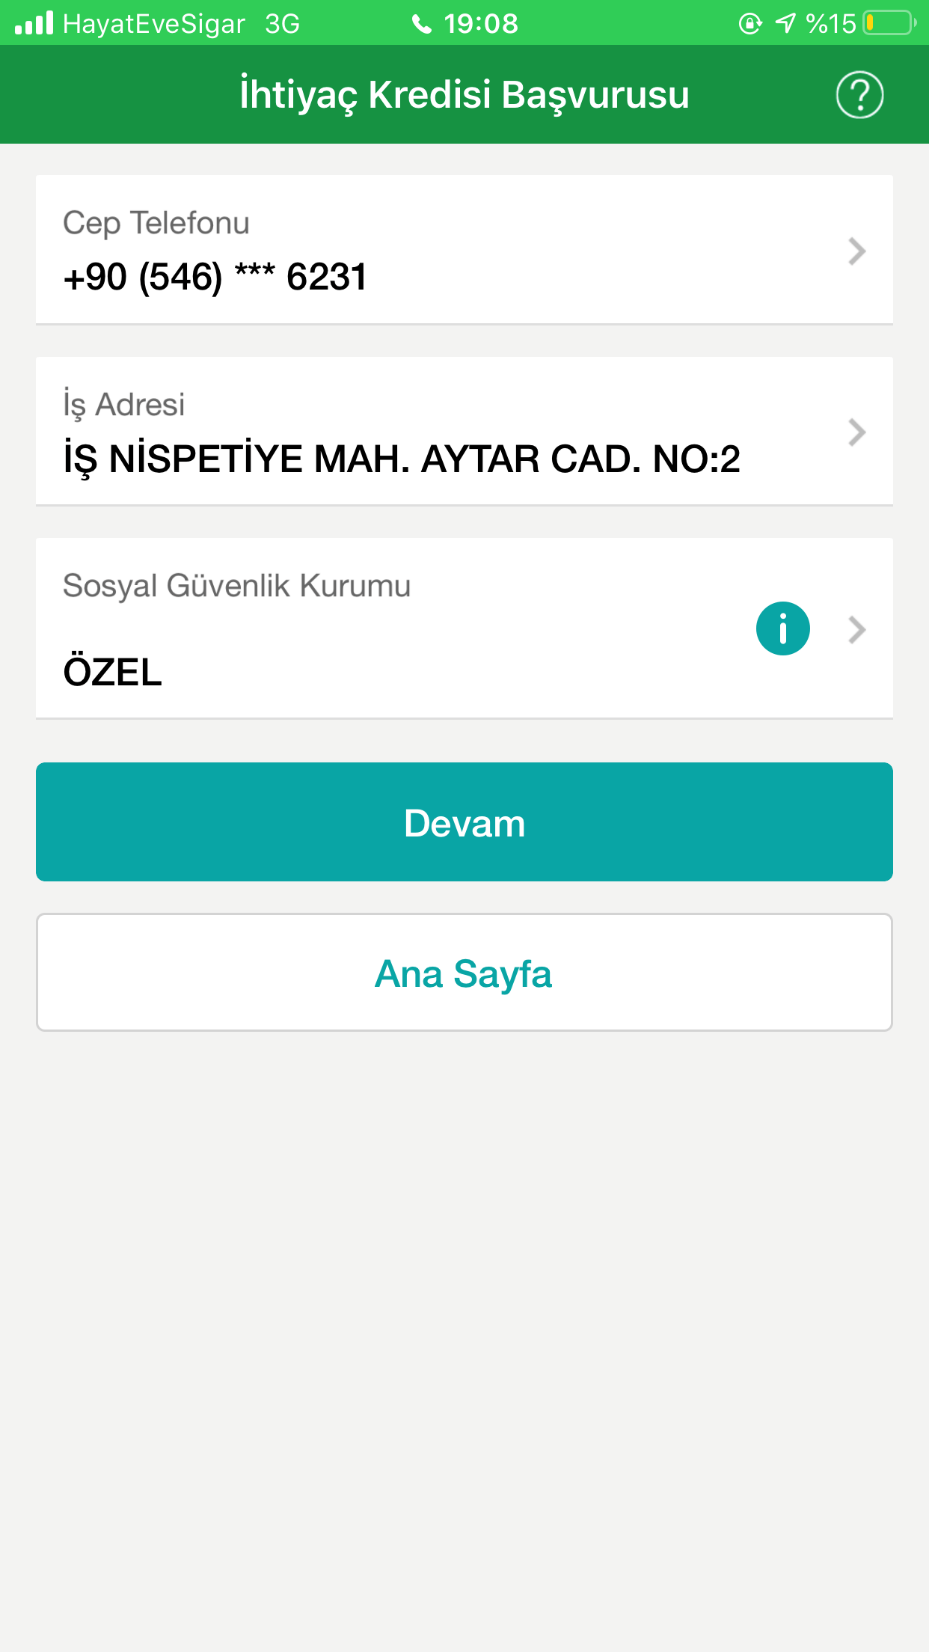 HayatEveSigar 3G 19:08 %15
İhtiyaç Kredisi Başvurusu ?
Cep Telefonu
+90 (546) *** 6231
İş Adresi
İŞ NİSPETİYE MAH. AYTAR CAD. NO:2
Sosyal Güvenlik Kurumu
i
ÖZEL
Devam
Ana Sayfa